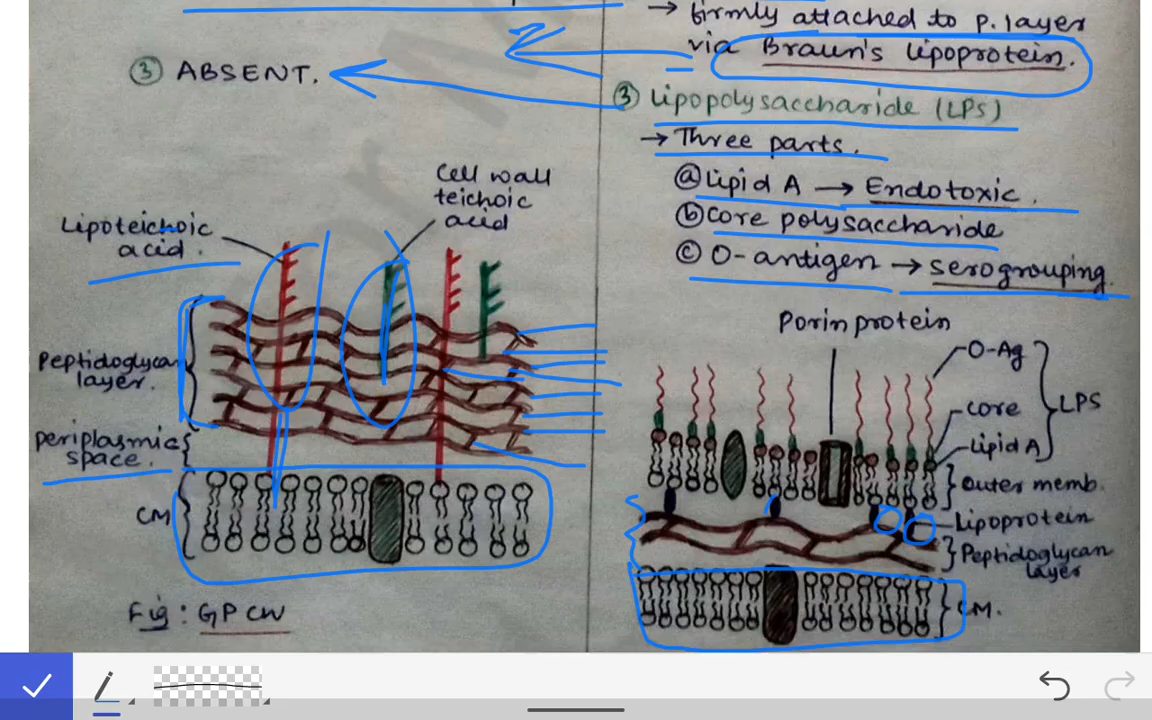 → firmly attached to p. layer
via Braun's lipoprotein.
③ ABSENT.
③ Lipopolysaccharide (LPS)
→ Three parts.
ⓐ Lipid A → Endotoxic.
ⓑ Core polysaccharide
ⓒ O-antigen → serogrouping.
Cell wall
teichoic
acid
Lipoteichoic
acid.
Peptidoglycan
layer.
periplasmic
space.
CM
Fig: GP CW
Porin protein
O-Ag
core
Lipid A
LPS
Outer memb.
Lipoprotein
Peptidoglycan
layer
CM.